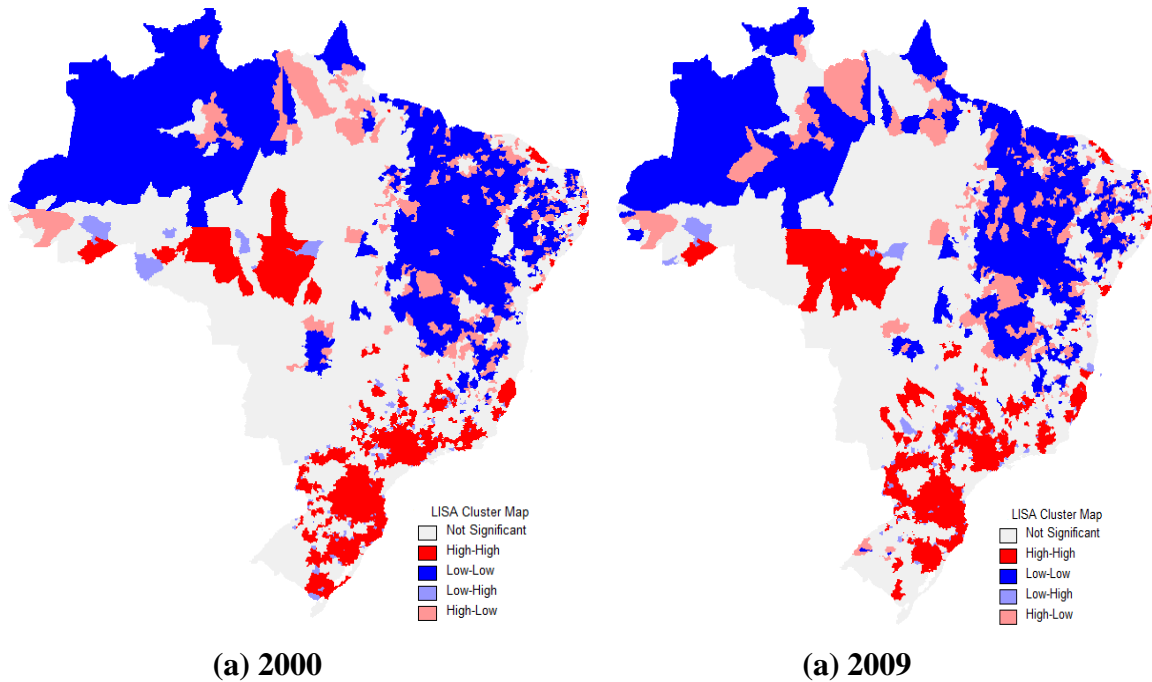 LISA Cluster Map
Not Significant
High-High
Low-Low
Low-High
High-Low
LISA Cluster Map
Not Significant
High-High
Low-Low
Low-High
High-Low
(a) 2000
(a) 2009